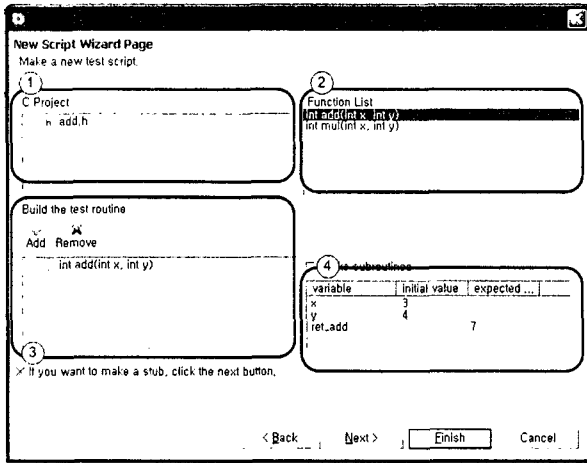 New Script Wizard Page
Make a new test script.
1
2
C Project
Function List
h add.h
int add(int x, int y)
int mul(int x, int y)
Build the test routine
Add Remove
int add(int x, int y)
4
subroutines
variable initial value expected ...
x 3
y 4
ret_add 7
3
If you want to make a stub, click the next button.
< Back Next > Finish Cancel